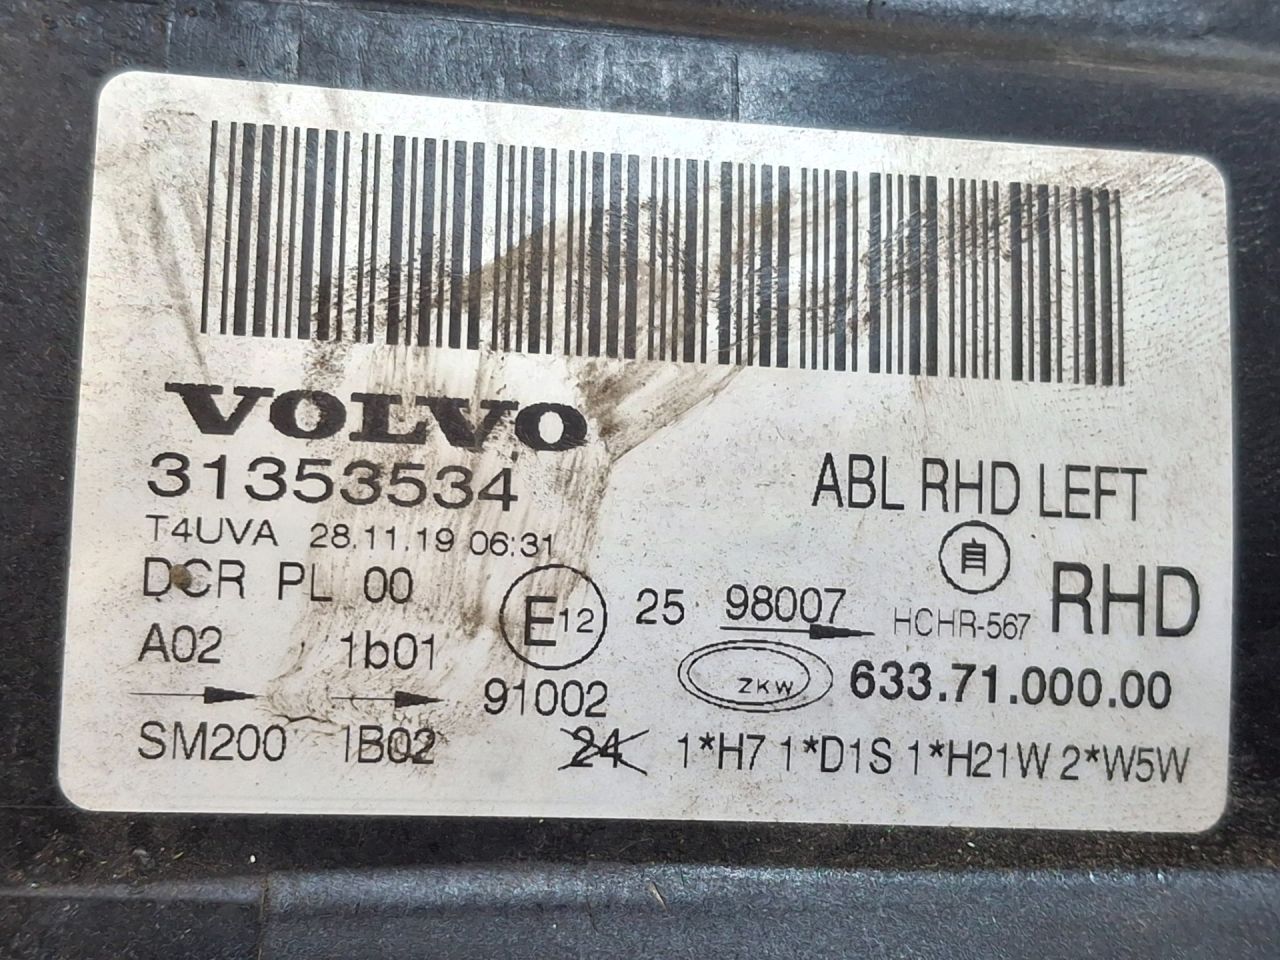 VOLVO
31353534
ABL RHD LEFT
T4UVA 28.11.19 06:31
自
DCR PL 00
E12
25 98007
HCHR-567 RHD
A02 1b01
ZKW
633.71.000.00
91002
SM200 1B02
24 1*H7 1*D1S 1*H21W 2*W5W